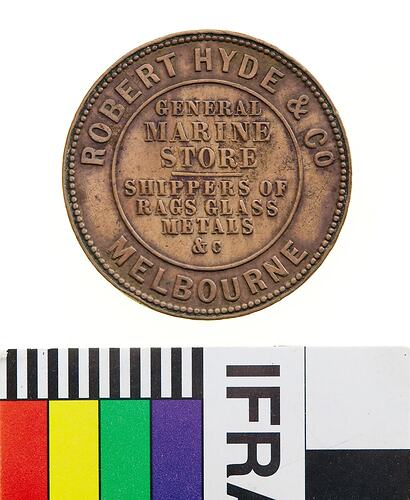 ROBERT HYDE & CO
GENERAL
MARINE
STORE
SHIPPERS OF
RAGS GLASS
METALS
& c
MELBOURNE
IFRA